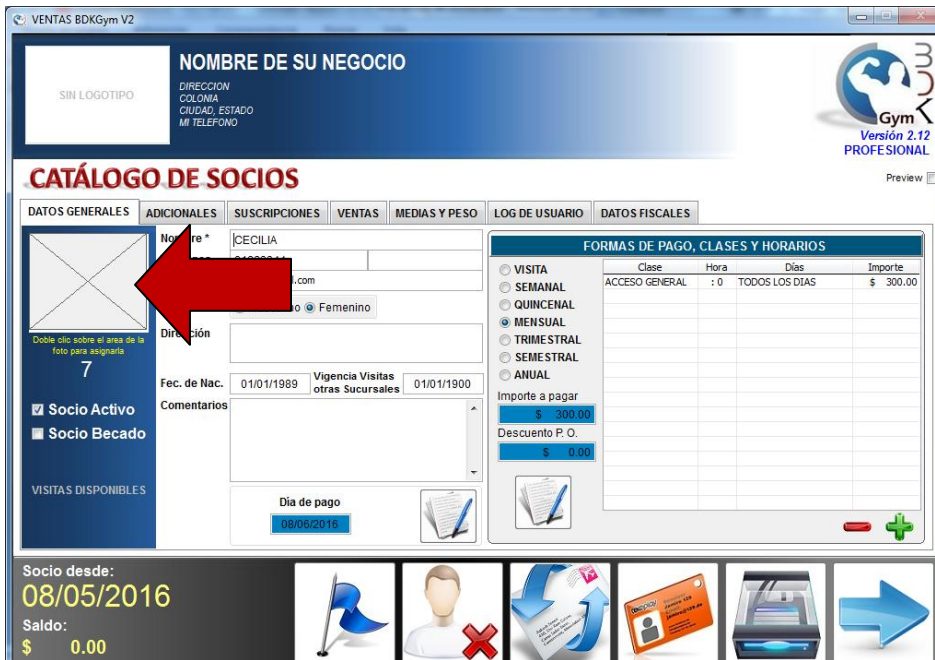 VENTAS BDKGym V2
SIN LOGOTIPO
NOMBRE DE SU NEGOCIO
DIRECCION
COLONIA
CIUDAD, ESTADO
MI TELEFONO
BDK
Gym
Versión 2.12
PROFESIONAL
CATÁLOGO DE SOCIOS
Preview
DATOS GENERALES ADICIONALES SUSCRIPCIONES VENTAS MEDIAS Y PESO LOG DE USUARIO DATOS FISCALES
Nombre * CECILIA
.com
Femenino
Dirección
Doble clic sobre el area de la
foto para asignarla
7
Fec. de Nac. 01/01/1989 Vigencia Visitas otras Sucursales 01/01/1900
Socio Activo
Socio Becado
Comentarios
VISITAS DISPONIBLES
Dia de pago
08/06/2016
FORMAS DE PAGO, CLASES Y HORARIOS
VISITA
SEMANAL
QUINCENAL
MENSUAL
TRIMESTRAL
SEMESTRAL
ANUAL
Importe a pagar
$ 300.00
Descuento P. O.
$ 0.00
Clase Hora Días Importe
ACCESO GENERAL : 0 TODOS LOS DIAS $ 300.00
Socio desde:
08/05/2016
Saldo:
$ 0.00